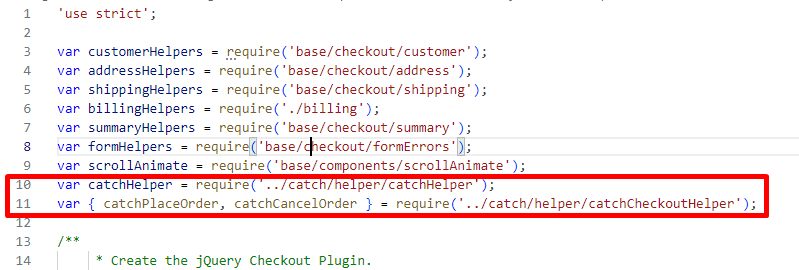 1 'use strict';
2
3 var customerHelpers = require('base/checkout/customer');
4 var addressHelpers = require('base/checkout/address');
5 var shippingHelpers = require('base/checkout/shipping');
6 var billingHelpers = require('./billing');
7 var summaryHelpers = require('base/checkout/summary');
8 var formHelpers = require('base/checkout/formErrors');
9 var scrollAnimate = require('base/components/scrollAnimate');
10 var catchHelper = require('../catch/helper/catchHelper');
11 var { catchPlaceOrder, catchCancelOrder } = require('../catch/helper/catchCheckoutHelper');
12
13 /**
14 * Create the jQuery Checkout Plugin.